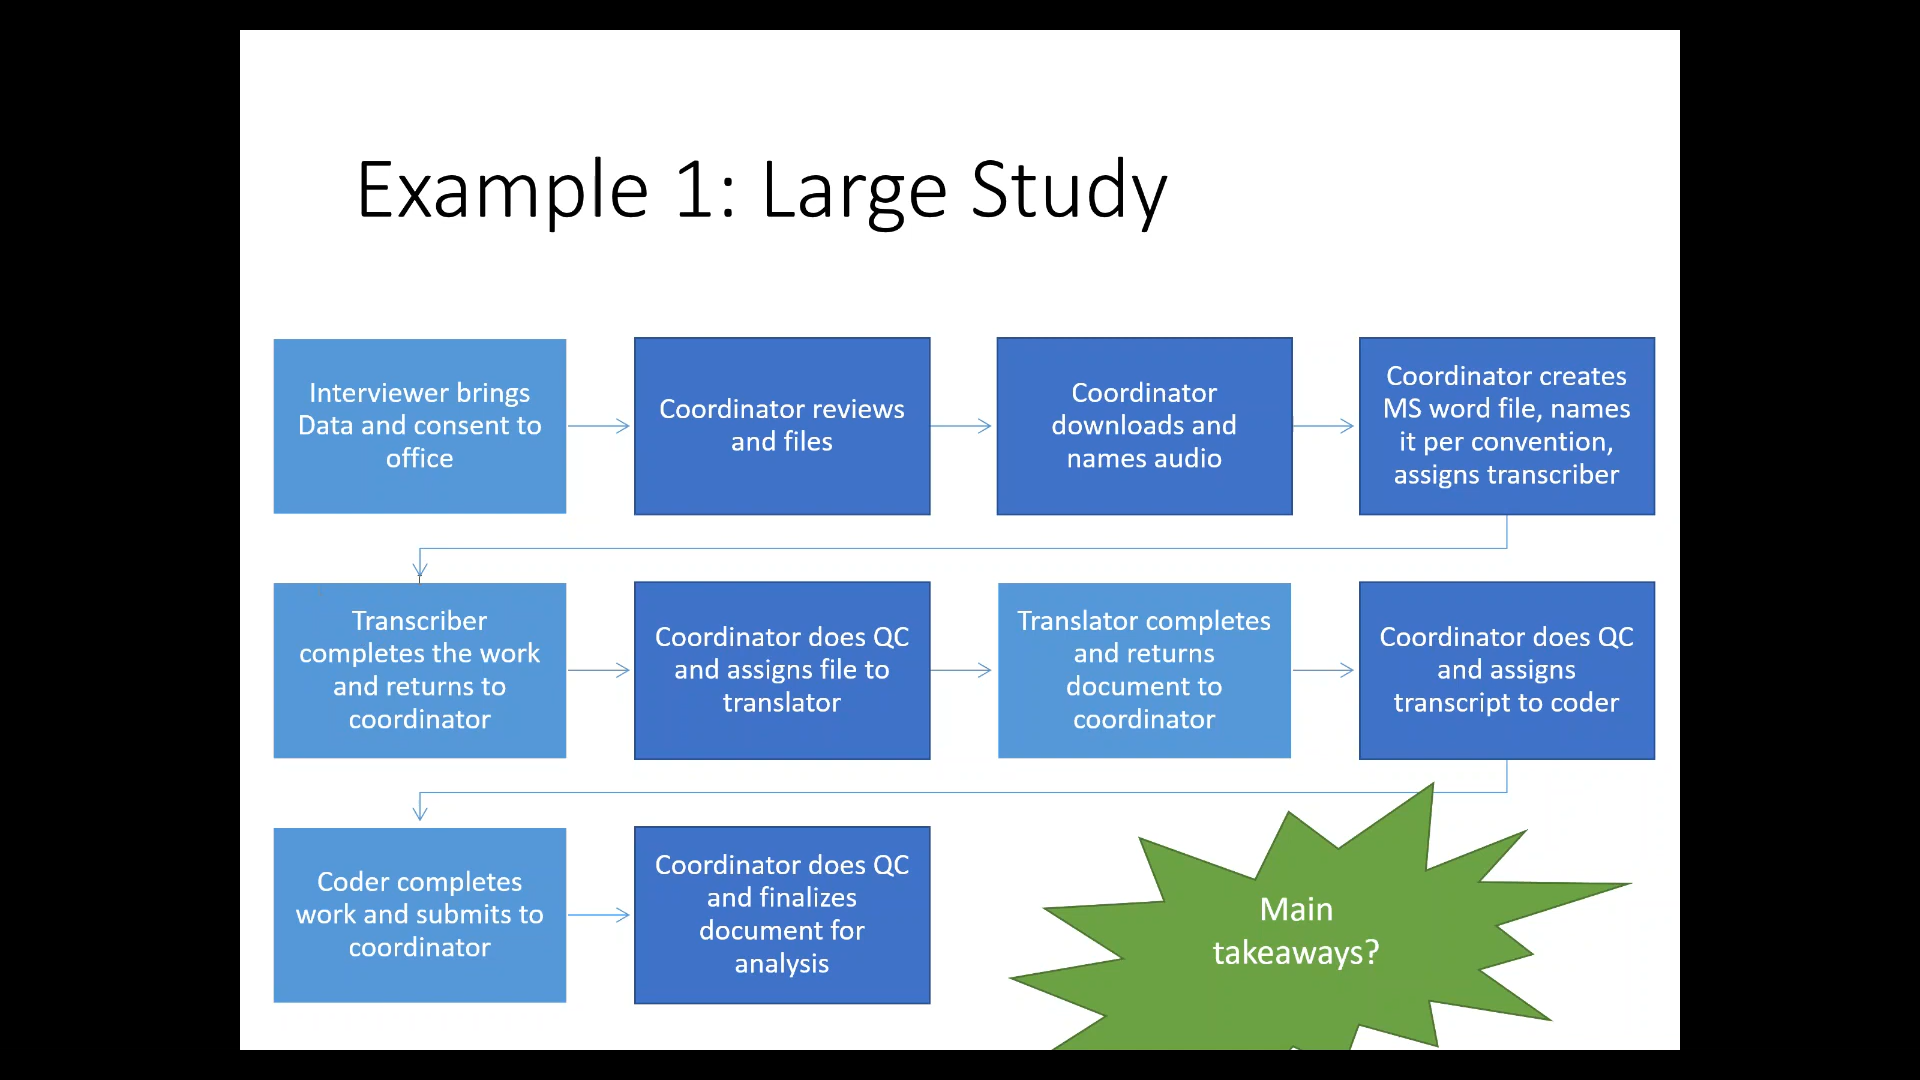 Example 1: Large Study
Interviewer brings
Data and consent to
office
Coordinator reviews
and files
Coordinator
downloads and
names audio
Coordinator creates
MS word file, names
it per convention,
assigns transcriber
Transcriber
completes the work
and returns to
coordinator
Coordinator does QC
and assigns file to
translator
Translator completes
and returns
document to
coordinator
Coordinator does QC
and assigns
transcript to coder
Coder completes
work and submits to
coordinator
Coordinator does QC
and finalizes
document for
analysis
Main
takeaways?